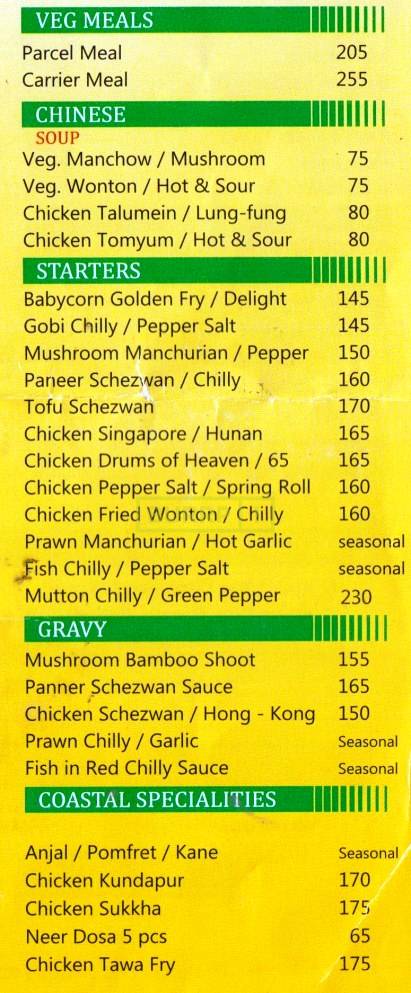 VEG MEALS
Parcel Meal 205
Carrier Meal 255
CHINESE
SOUP
Veg. Manchow / Mushroom 75
Veg. Wonton / Hot & Sour 75
Chicken Talumein / Lung-fung 80
Chicken Tomyum / Hot & Sour 80
STARTERS
Babycorn Golden Fry / Delight 145
Gobi Chilly / Pepper Salt 145
Mushroom Manchurian / Pepper 150
Paneer Schezwan / Chilly 160
Tofu Schezwan 170
Chicken Singapore / Hunan 165
Chicken Drums of Heaven / 65 165
Chicken Pepper Salt / Spring Roll 160
Chicken Fried Wonton / Chilly 160
Prawn Manchurian / Hot Garlic seasonal
Fish Chilly / Pepper Salt seasonal
Mutton Chilly / Green Pepper 230
GRAVY
Mushroom Bamboo Shoot 155
Panner Schezwan Sauce 165
Chicken Schezwan / Hong - Kong 150
Prawn Chilly / Garlic Seasonal
Fish in Red Chilly Sauce Seasonal
COASTAL SPECIALITIES
Anjal / Pomfret / Kane Seasonal
Chicken Kundapur 170
Chicken Sukkha 175
Neer Dosa 5 pcs 65
Chicken Tawa Fry 175